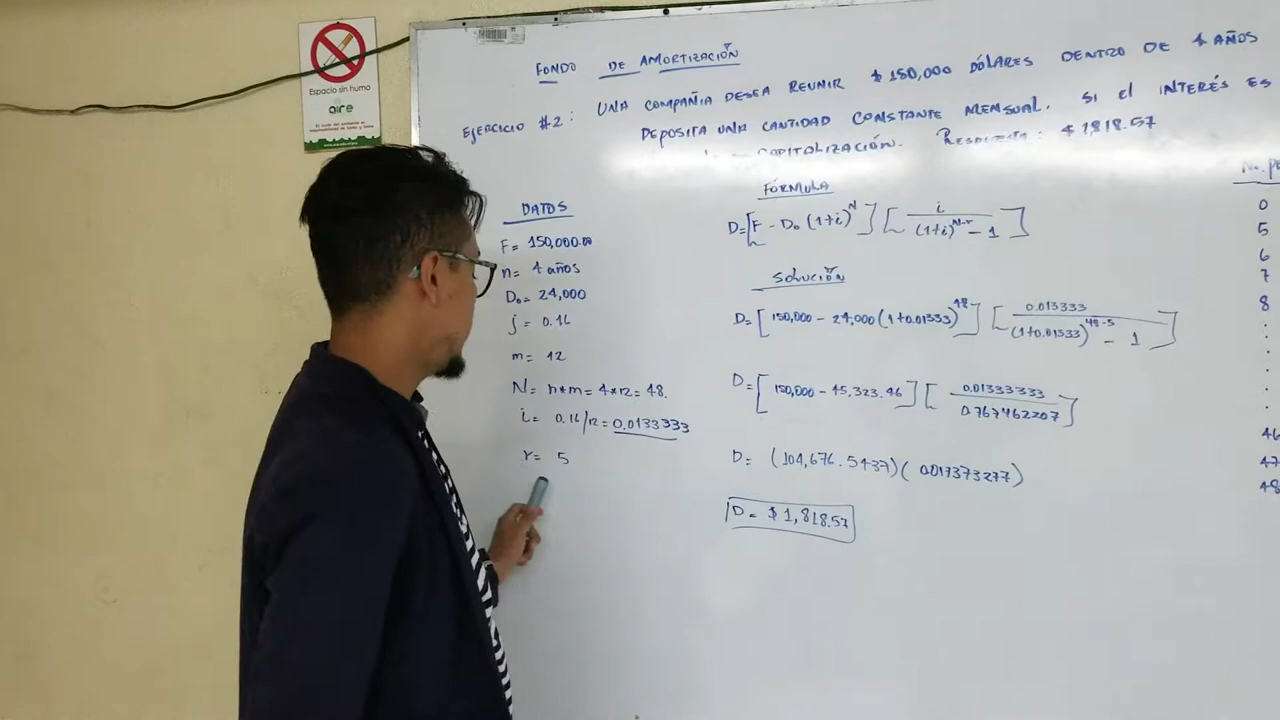 Espacio sin humo
aire
FONDO DE AMORTIZACIÓN
EJERCICIO #2: UNA COMPAÑIA DESEA REUNIR $150,000 DÓLARES DENTRO DE 4 AÑOS
DEPOSITA UNA CANTIDAD CONSTANTE MENSUAL. SI EL INTERÉS ES
CAPITALIZACIÓN. RESPUESTA: $1818.57
DATOS
F= 150,000.00
n= 4 años
D₀= 24,000
j= 0.16
m= 12
N= n*m= 4*12= 48.
i= 0.16/12= 0.0133333
r= 5
FÓRMULA
D=[F - D₀ (1+i)^N] [i / (1+i)^N-r - 1]
SOLUCIÓN
D= [150,000 - 24,000 (1+0.01333)^48] [0.013333 / (1+0.01333)^48-5 - 1]
D= [150,000 - 45,323.46] [0.01333333 / 0.767462207]
D= (104,676.5437)(0.017373277)
D= $1,818.57
0
5
6
7
8
.
.
.
.
46
47
48